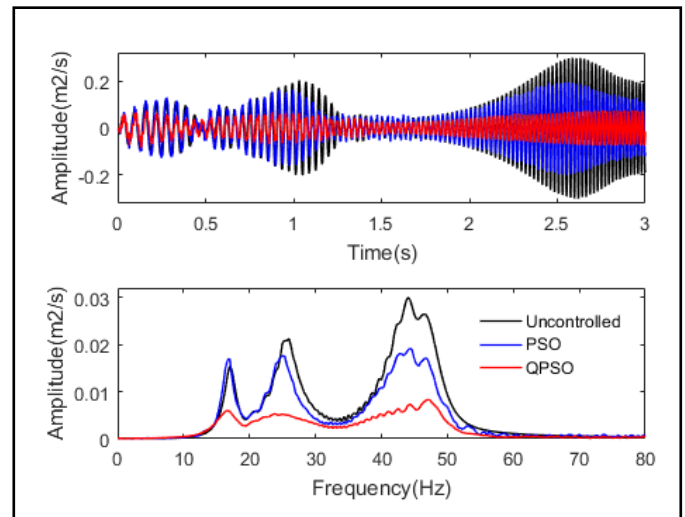 Amplitude(m2/s)
0.2
0
-0.2
0 0.5 1 1.5 2 2.5 3
Time(s)
Amplitude(m2/s)
0.03
0.02
0.01
0
Uncontrolled
PSO
QPSO
0 10 20 30 40 50 60 70 80
Frequency(Hz)